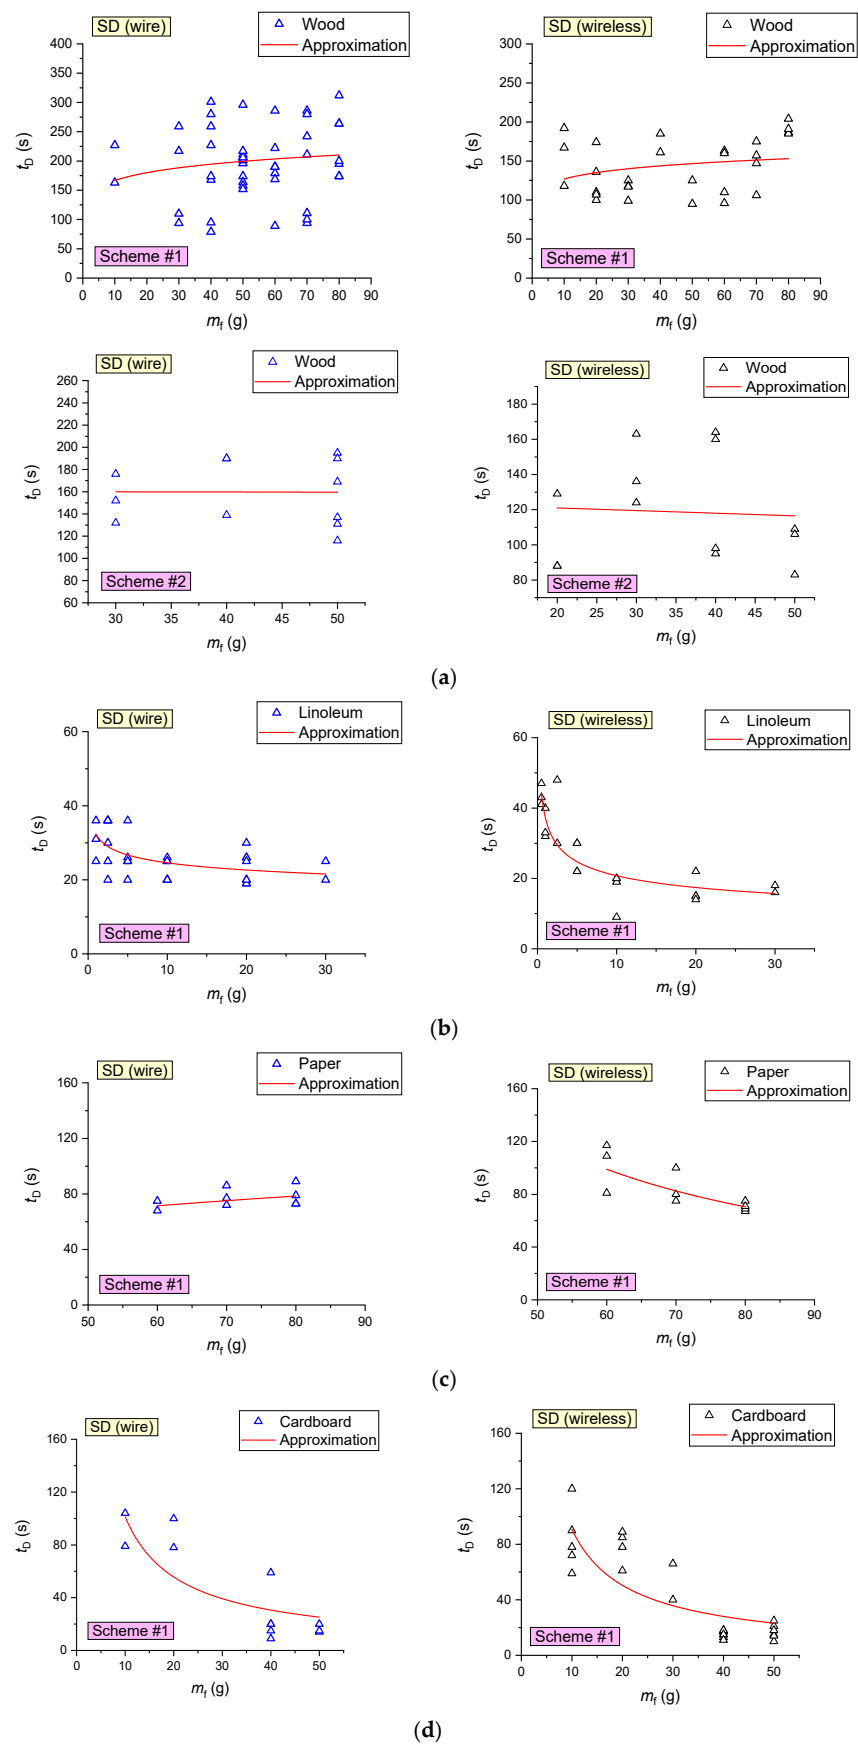 SD (wire)
Wood
Approximation
400
350
300
250
200
150
100
50
0
tD (s)
Scheme #1
0 10 20 30 40 50 60 70 80 90
mf (g)
SD (wireless)
Wood
Approximation
300
250
200
150
100
50
0
tD (s)
Scheme #1
0 10 20 30 40 50 60 70 80 90
mf (g)
SD (wire)
Wood
Approximation
260
240
220
200
180
160
140
120
100
80
60
tD (s)
Scheme #2
30 35 40 45 50
mf (g)
SD (wireless)
Wood
Approximation
180
160
140
120
100
80
tD (s)
Scheme #2
20 25 30 35 40 45 50
mf (g)
(a)
SD (wire)
Linoleum
Approximation
60
40
20
0
tD (s)
Scheme #1
0 10 20 30
mf (g)
SD (wireless)
Linoleum
Approximation
60
40
20
0
tD (s)
Scheme #1
0 10 20 30
mf (g)
(b)
SD (wire)
Paper
Approximation
160
120
80
40
0
tD (s)
Scheme #1
50 60 70 80 90
mf (g)
SD (wireless)
Paper
Approximation
160
120
80
40
0
tD (s)
Scheme #1
50 60 70 80 90
mf (g)
(c)
SD (wire)
Cardboard
Approximation
160
120
80
40
0
tD (s)
Scheme #1
0 10 20 30 40 50
mf (g)
SD (wireless)
Cardboard
Approximation
160
120
80
40
0
tD (s)
Scheme #1
0 10 20 30 40 50
mf (g)
(d)